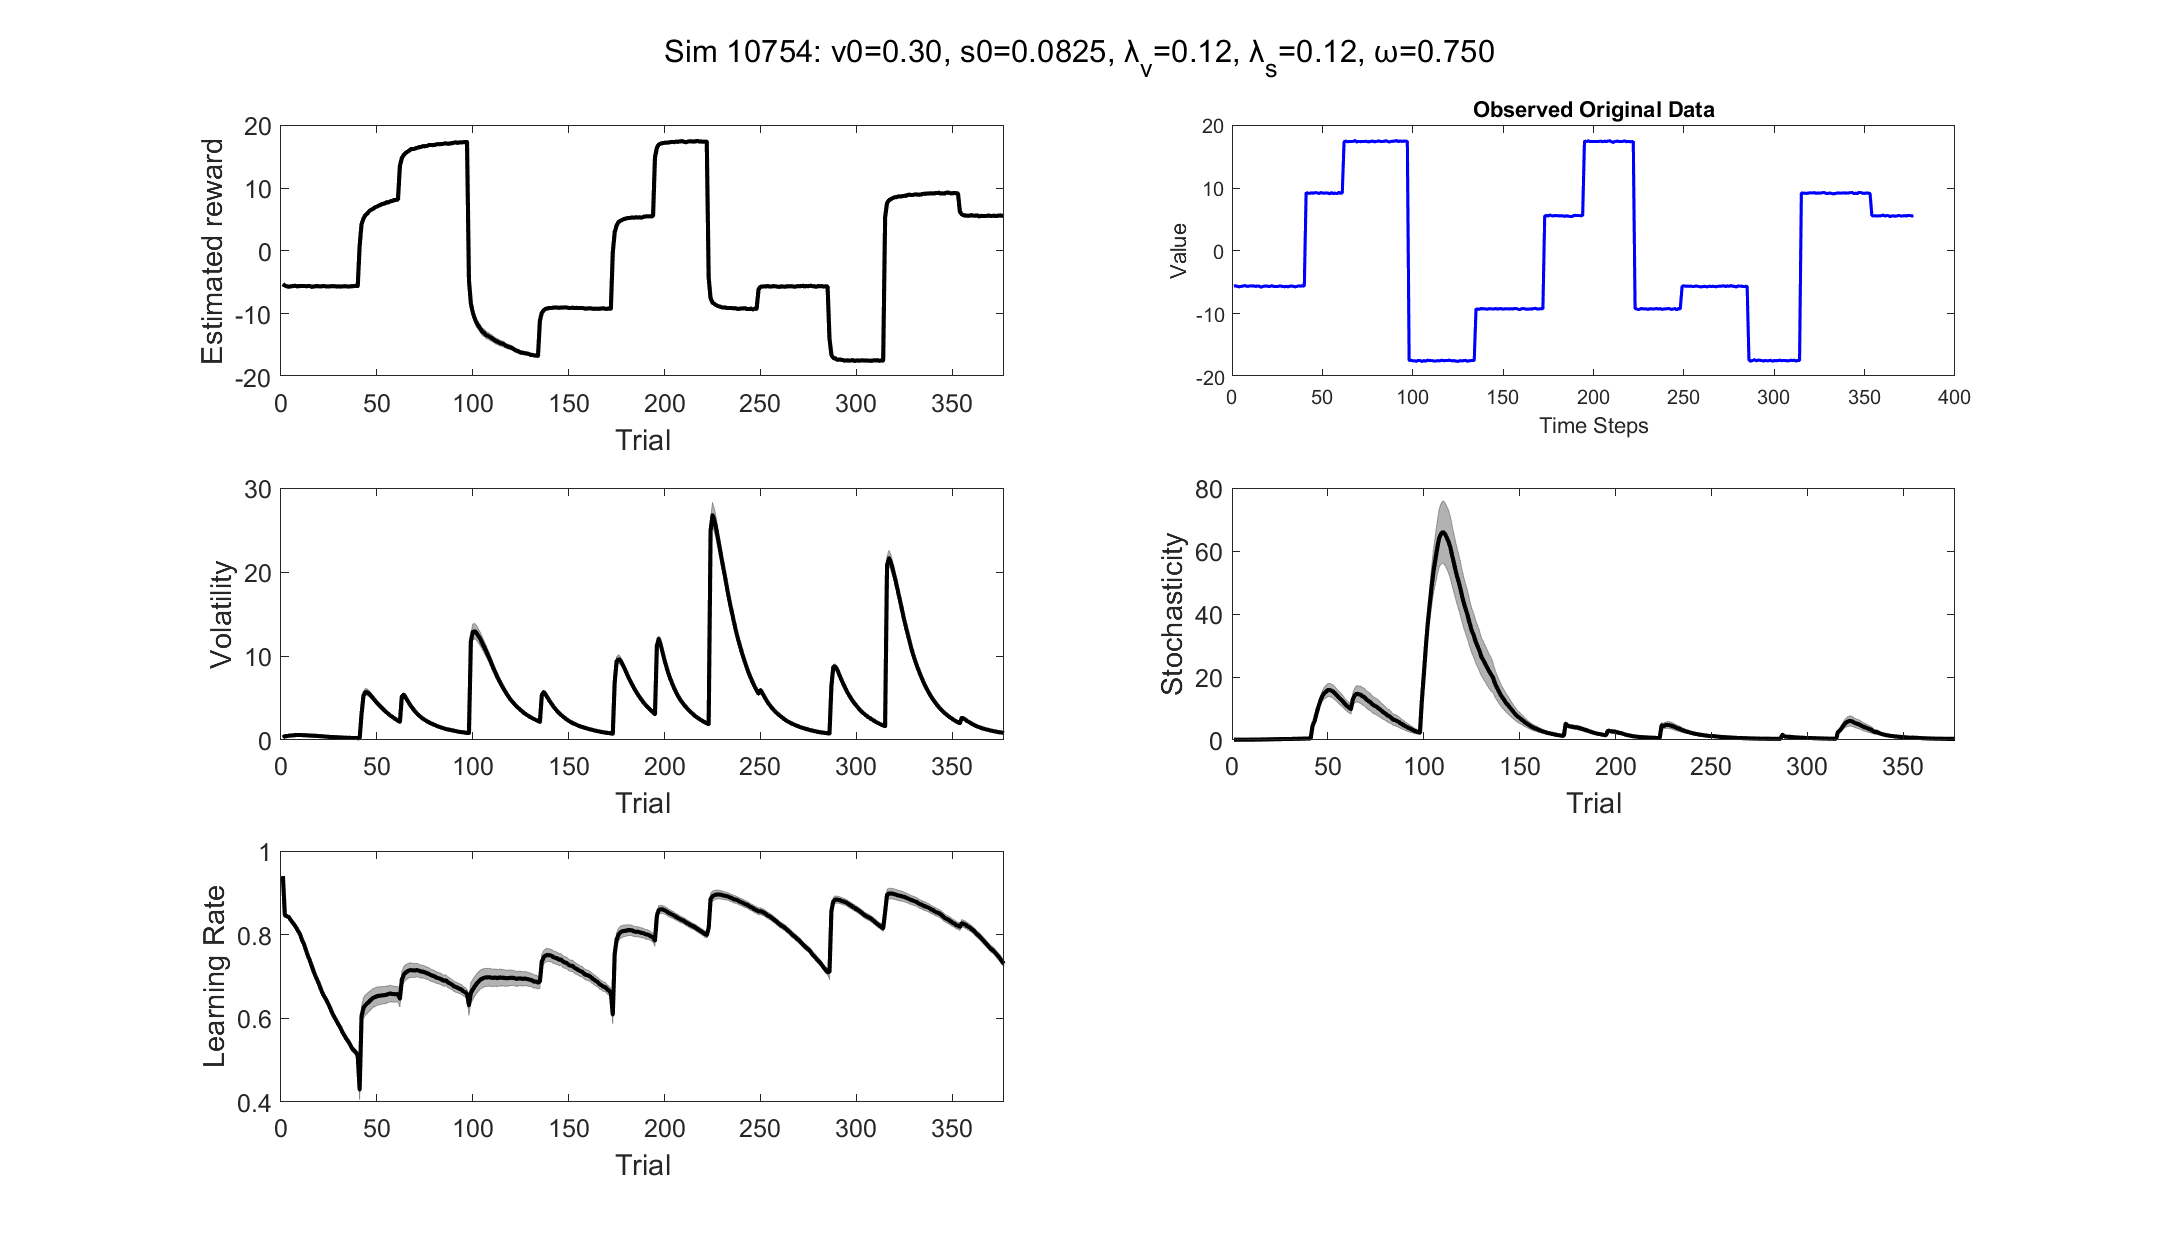 Sim 10754: v0=0.30, s0=0.0825, λv=0.12, λs=0.12, ω=0.750
20
10
0
-10
-20
Estimated reward
0 50 100 150 200 250 300 350
Trial
Observed Original Data
20
10
0
-10
-20
Value
0 50 100 150 200 250 300 350 400
Time Steps
30
20
10
0
Volatility
0 50 100 150 200 250 300 350
Trial
80
60
40
20
0
Stochasticity
0 50 100 150 200 250 300 350
Trial
1
0.8
0.6
0.4
Learning Rate
0 50 100 150 200 250 300 350
Trial